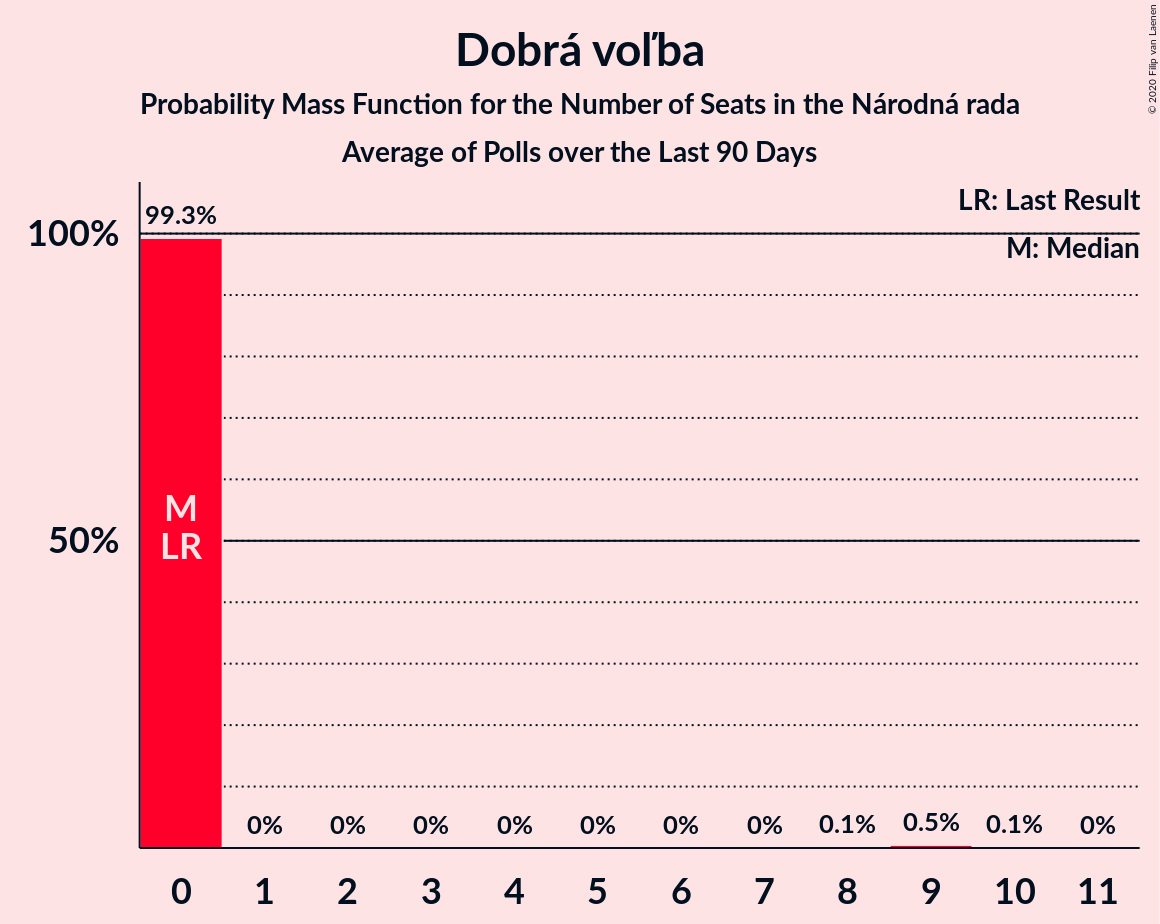 Dobrá voľba
Probability Mass Function for the Number of Seats in the Národná rada
Average of Polls over the Last 90 Days
© 2020 Filip van Laenen
LR: Last Result
M: Median
99.3%
100%
50%
M
LR
0% 0% 0% 0% 0% 0% 0% 0.1% 0.5% 0.1% 0%
0 1 2 3 4 5 6 7 8 9 10 11